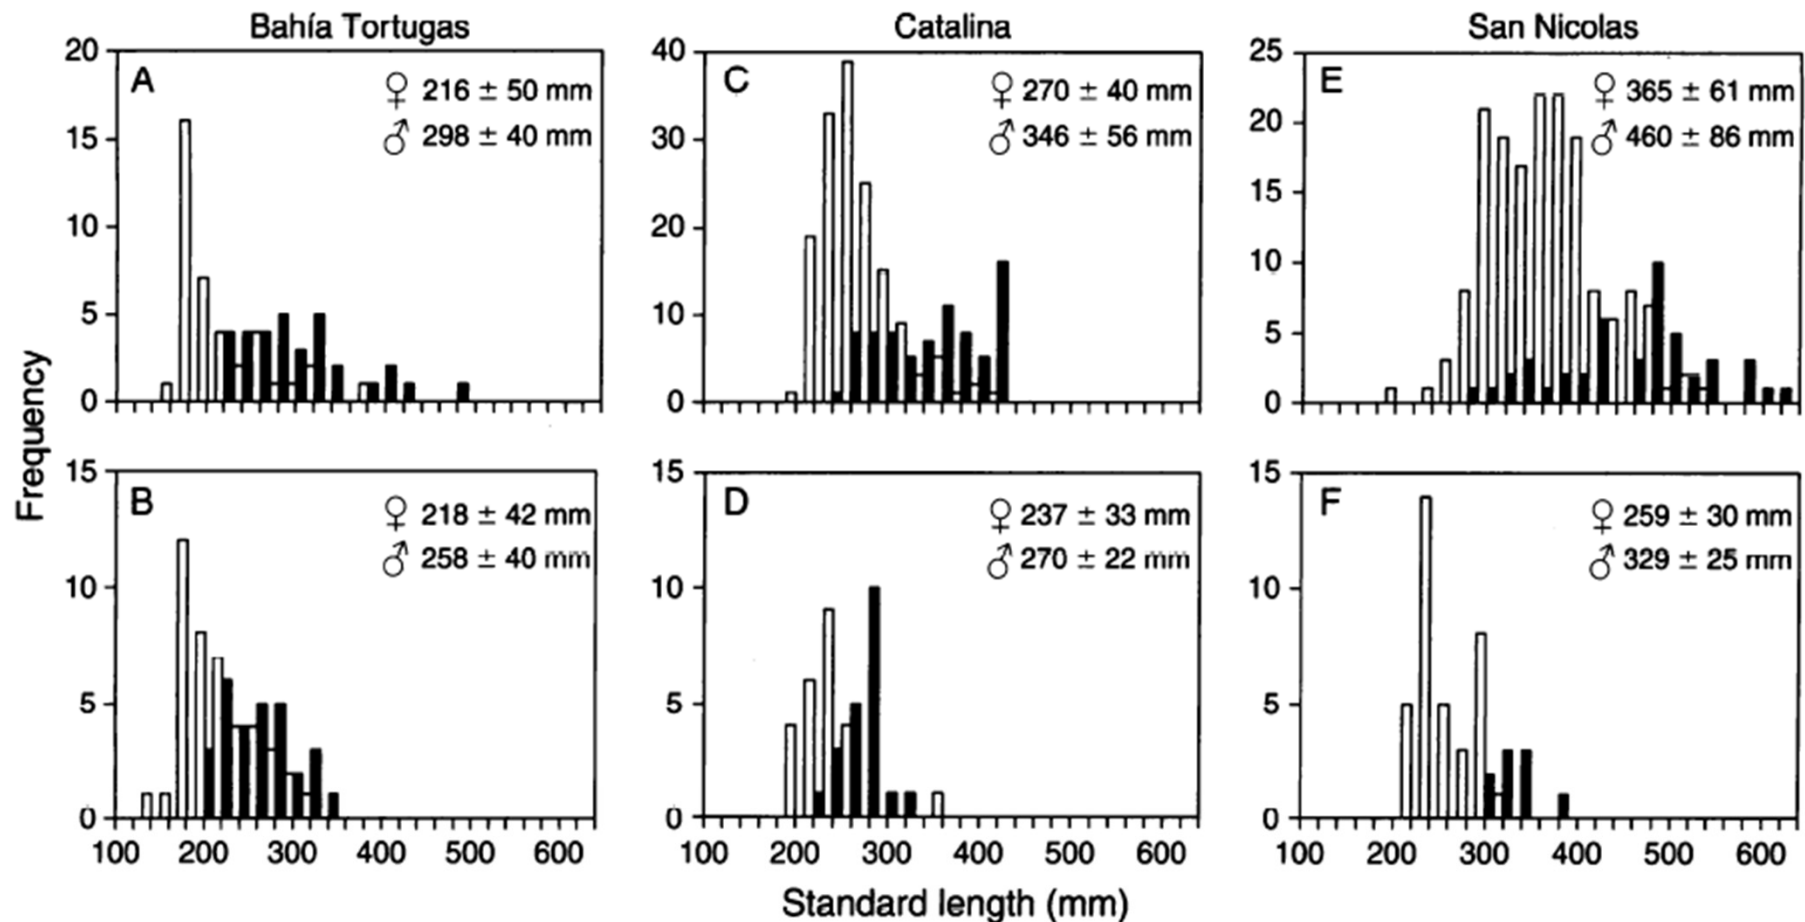 Bahía Tortugas
Catalina
San Nicolas
Frequency
20
15
10
5
0
A
♀ 216 ± 50 mm
♂ 298 ± 40 mm
40
30
20
10
0
C
♀ 270 ± 40 mm
♂ 346 ± 56 mm
25
20
15
10
5
0
E
♀ 365 ± 61 mm
♂ 460 ± 86 mm
15
10
5
0
B
♀ 218 ± 42 mm
♂ 258 ± 40 mm
100 200 300 400 500 600
15
10
5
0
D
♀ 237 ± 33 mm
♂ 270 ± 22 mm
100 200 300 400 500 600
15
10
5
0
F
♀ 259 ± 30 mm
♂ 329 ± 25 mm
100 200 300 400 500 600
Standard length (mm)